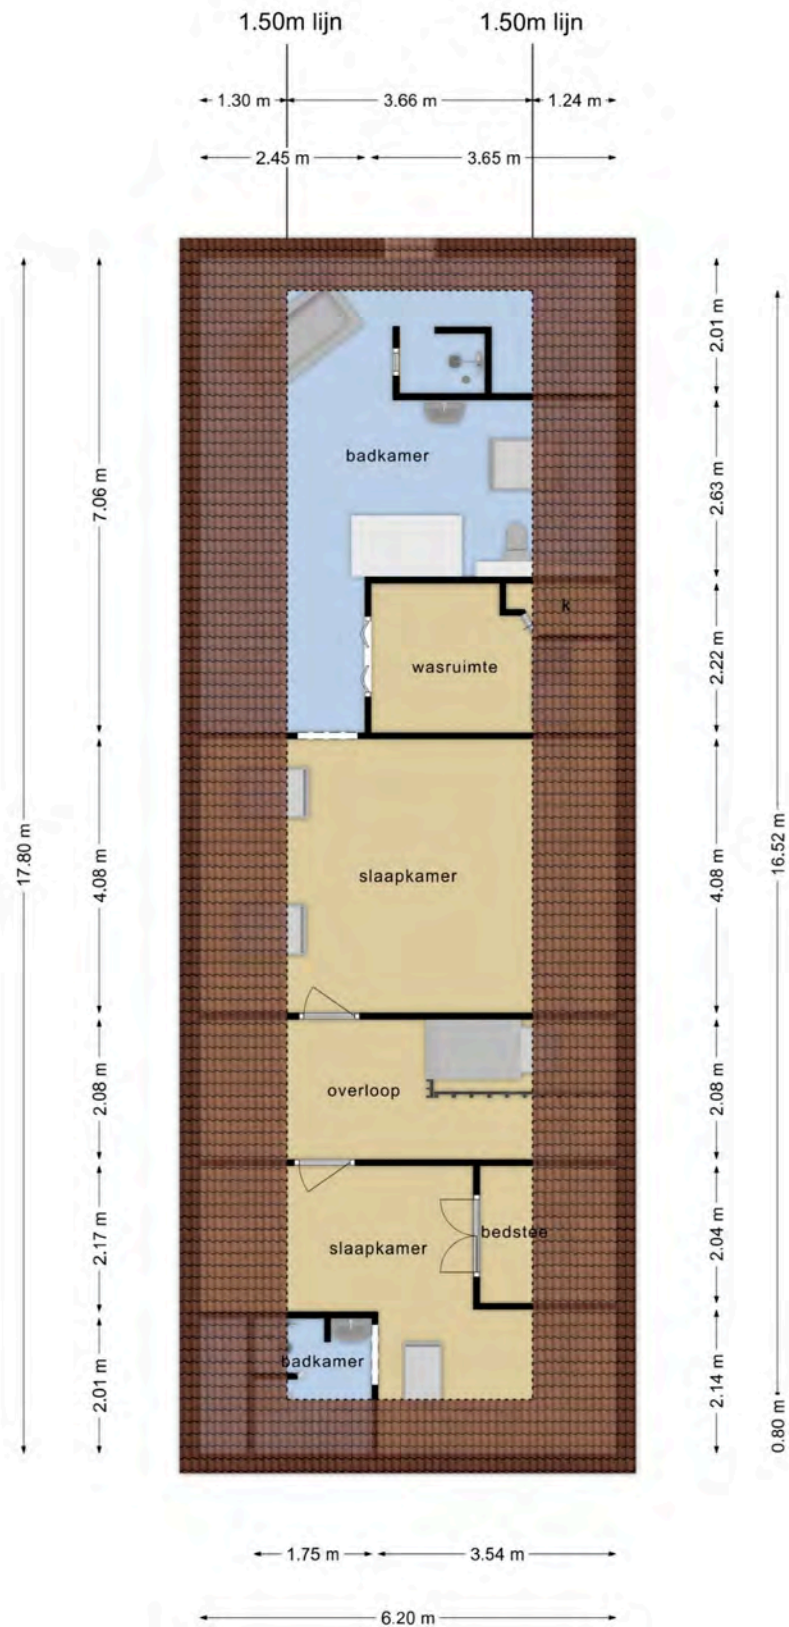 1.50m lijn 1.50m lijn
1.30 m 3.66 m 1.24 m
2.45 m 3.65 m
2.01 m
badkamer
7.06 m
2.63 m
k
wasruimte
2.22 m
17.80 m
4.08 m
slaapkamer
4.08 m
16.52 m
2.08 m
overloop
2.08 m
2.17 m
slaapkamer
bedstee
2.04 m
2.01 m
badkamer
2.14 m
0.80 m
1.75 m 3.54 m
6.20 m